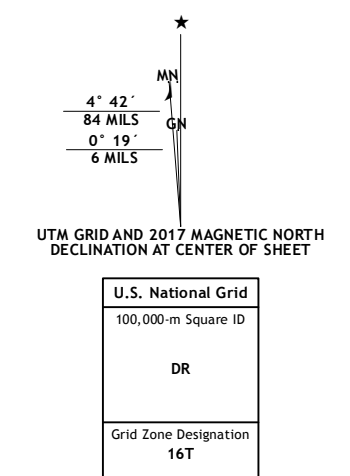 ★
MN
4° 42´
84 MILS
GN
0° 19´
6 MILS
UTM GRID AND 2017 MAGNETIC NORTH
DECLINATION AT CENTER OF SHEET
U.S. National Grid
100,000-m Square ID
DR
Grid Zone Designation
16T